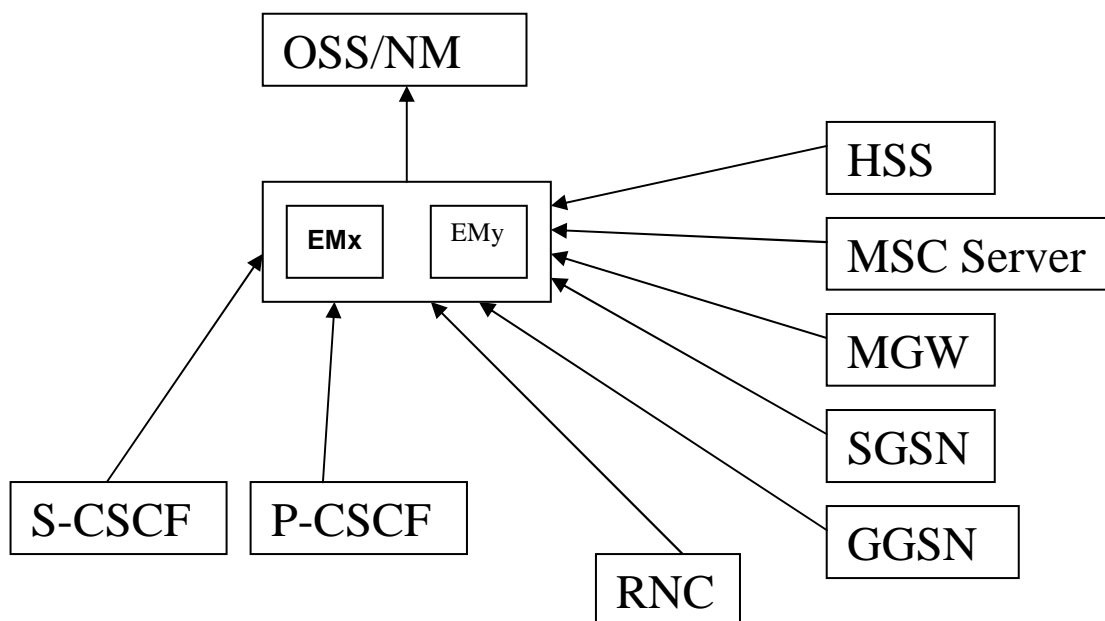 OSS/NM
HSS
EMx
EMy
MSC Server
MGW
SGSN
S-CSCF
P-CSCF
GGSN
RNC